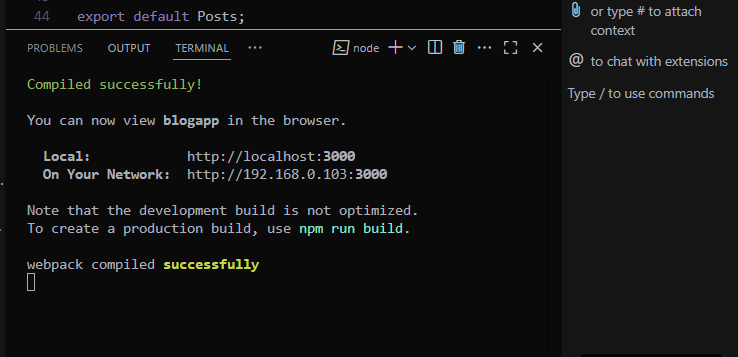 44 export default Posts;
PROBLEMS OUTPUT TERMINAL ··· node
Compiled successfully!
You can now view blogapp in the browser.
Local: http://localhost:3000
On Your Network: http://192.168.0.103:3000
Note that the development build is not optimized.
To create a production build, use npm run build.
webpack compiled successfully
or type # to attach
context
@ to chat with extensions
Type / to use commands